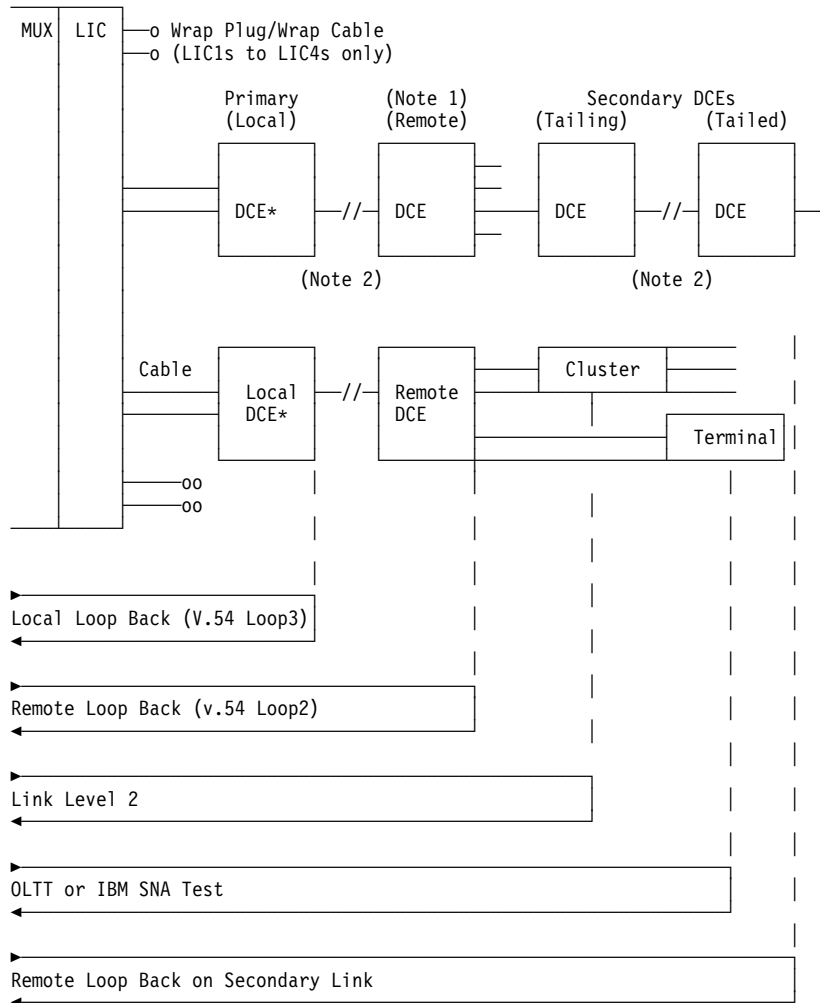 MUX LIC o Wrap Plug/Wrap Cable
o (LIC1s to LIC4s only)
Primary (Note 1) Secondary DCEs
(Local) (Remote) (Tailing) (Tailed)
DCE* // DCE DCE // DCE
(Note 2) (Note 2)
Cable Cluster
Local // Remote
DCE* DCE
Terminal
oo
oo
Local Loop Back (V.54 Loop3)
Remote Loop Back (v.54 Loop2)
Link Level 2
OLTT or IBM SNA Test
Remote Loop Back on Secondary Link